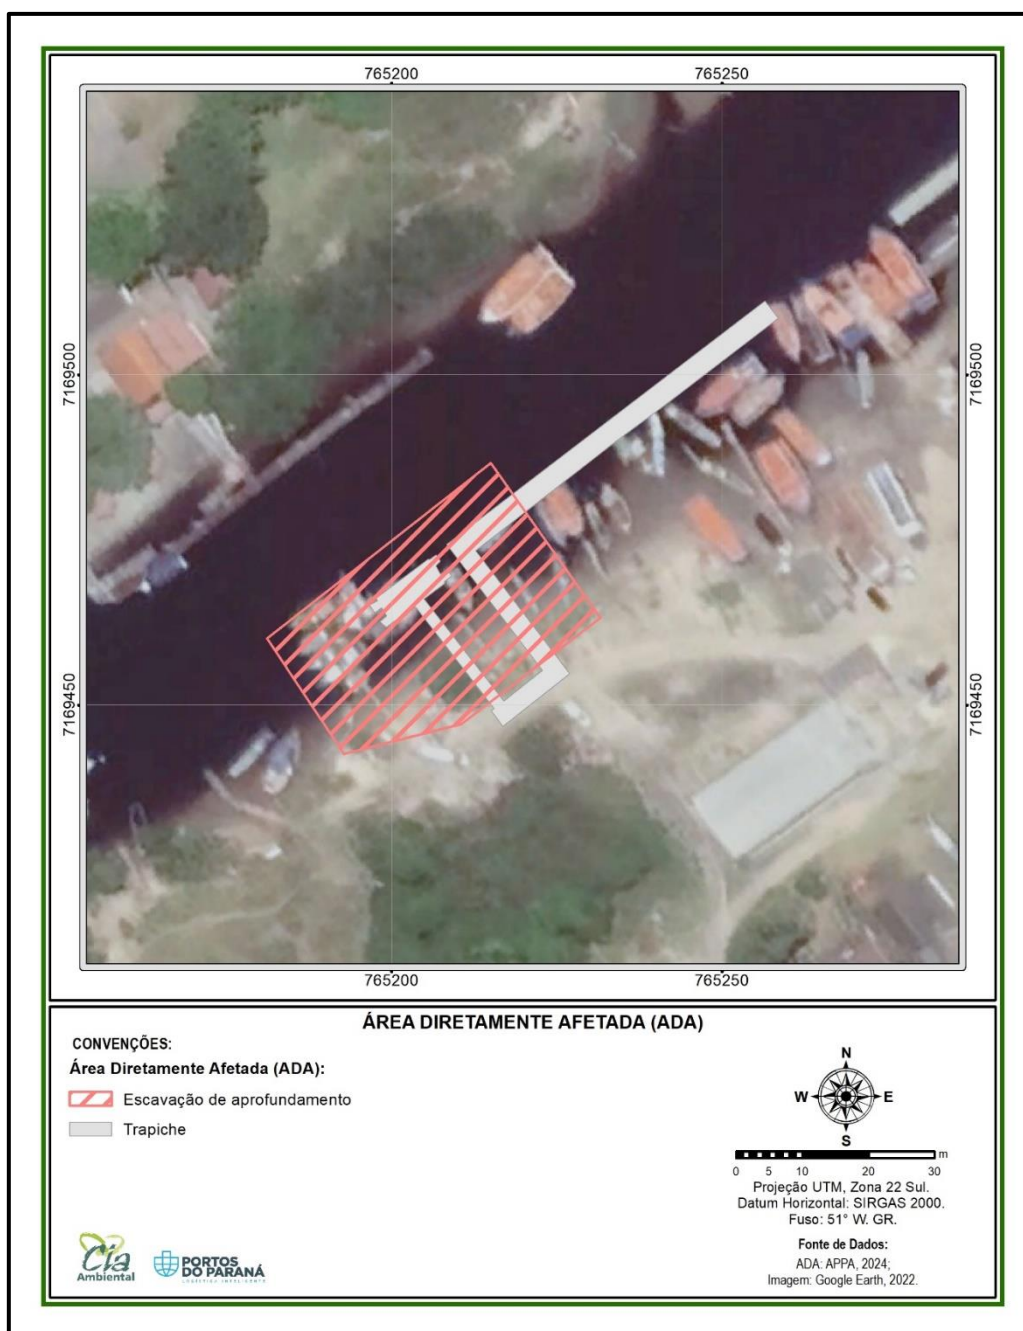 765200 765250
7169500 7169500
7169450 7169450
765200 765250
ÁREA DIRETAMENTE AFETADA (ADA)
CONVENÇÕES:
Área Diretamente Afetada (ADA):
Escavação de aprofundamento
Trapiche
N
W E
S
m
0 5 10 20 30
Projeção UTM, Zona 22 Sul.
Datum Horizontal: SIRGAS 2000.
Fuso: 51° W. GR.
Fonte de Dados:
ADA: APPA, 2024;
Imagem: Google Earth, 2022.
Cia
Ambiental
PORTOS
DO PARANÁ
LOGÍSTICA INTELIGENTE